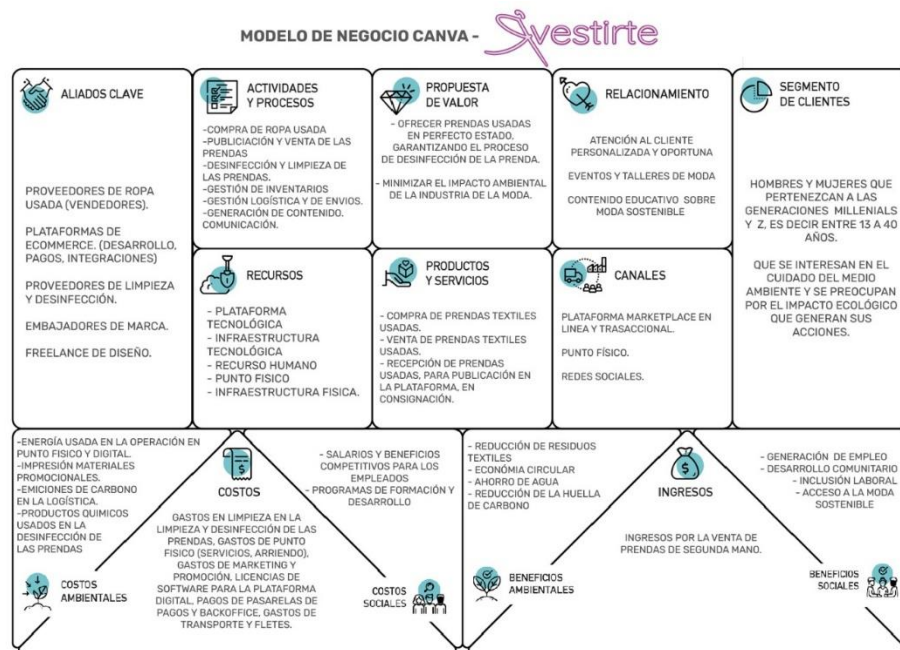 MODELO DE NEGOCIO CANVA - Svestirte
ALIADOS CLAVE
PROVEEDORES DE ROPA
USADA (VENDEDORES).
PLATAFORMAS DE
ECOMMERCE. (DESARROLLO,
PAGOS, INTEGRACIONES)
PROVEEDORES DE LIMPIEZA
Y DESINFECCIÓN.
EMBAJADORES DE MARCA.
FREELANCE DE DISEÑO.
ACTIVIDADES
Y PROCESOS
-COMPRA DE ROPA USADA
-PUBLICIACIÓN Y VENTA DE LAS
PRENDAS
-DESINFECCIÓN Y LIMPIEZA DE
LAS PRENDAS.
-GESTIÓN DE INVENTARIOS
-GESTIÓN LOGÍSTICA Y DE ENVIOS.
-GENERACIÓN DE CONTENIDO.
COMUNICACIÓN.
RECURSOS
- PLATAFORMA
TECNOLÓGICA
- INFRAESTRUCTURA
TECNOLÓGICA
- RECURSO HUMANO
- PUNTO FISICO
- INFRAESTRUCTURA FISICA.
PROPUESTA
DE VALOR
- OFRECER PRENDAS USADAS
EN PERFECTO ESTADO,
GARANTIZANDO EL PROCESO
DE DESINFECCIÓN DE LA PRENDA.
- MINIMIZAR EL IMPACTO AMBIENTAL
DE LA INDUSTRIA DE LA MODA.
PRODUCTOS
Y SERVICIOS
- COMPRA DE PRENDAS TEXTILES
USADAS.
- VENTA DE PRENDAS TEXTILES
USADAS.
- RECEPCIÓN DE PRENDAS
USADAS, PARA PUBLICACIÓN EN
LA PLATAFORMA, EN
CONSIGNACIÓN.
RELACIONAMIENTO
ATENCIÓN AL CLIENTE
PERSONALIZADA Y OPORTUNA
EVENTOS Y TALLERES DE MODA
CONTENIDO EDUCATIVO SOBRE
MODA SOSTENIBLE
CANALES
PLATAFORMA MARKETPLACE EN
LINEA Y TRASACCIONAL.
PUNTO FÍSICO.
REDES SOCIALES.
SEGMENTO
DE CLIENTES
HOMBRES Y MUJERES QUE
PERTENEZCAN A LAS
GENERACIONES MILLENIALS
Y Z, ES DECIR ENTRE 13 A 40
AÑOS.
QUE SE INTERESAN EN EL
CUIDADO DEL MEDIO
AMBIENTE Y SE PREOCUPAN
POR EL IMPACTO ECOLÓGICO
QUE GENERAN SUS
ACCIONES.
-ENERGÍA USADA EN LA OPERACIÓN EN
PUNTO FISICO Y DIGITAL.
-IMPRESIÓN MATERIALES
PROMOCIONALES.
-EMICIONES DE CARBONO
EN LA LOGÍSTICA.
-PRODUCTOS QUIMICOS
USADOS EN LA
DESINFECCIÓN DE
LAS PRENDAS
COSTOS
AMBIENTALES
COSTOS
GASTOS EN LIMPIEZA EN LA
LIMPIEZA Y DESINFECCIÓN DE LAS
PRENDAS, GASTOS DE PUNTO
FISICO (SERVICIOS, ARRIENDO),
GASTOS DE MARKETING Y
PROMOCIÓN. LICENCIAS DE
SOFTWARE PARA LA PLATAFORMA
DIGITAL, PAGOS DE PASARELAS DE
PAGOS Y BACKOFFICE, GASTOS DE
TRANSPORTE Y FLETES.
- SALARIOS Y BENEFICIOS
COMPETITIVOS PARA LOS
EMPLEADOS
- PROGRAMAS DE FORMACIÓN Y
DESARROLLO
COSTOS
SOCIALES
- REDUCCIÓN DE RESIDUOS
TEXTILES
- ECONÓMIA CIRCULAR
- AHORRO DE AGUA
- REDUCCIÓN DE LA HUELLA
DE CARBONO
BENEFICIOS
AMBIENTALES
INGRESOS
INGRESOS POR LA VENTA DE
PRENDAS DE SEGUNDA MANO.
- GENERACIÓN DE EMPLEO
- DESARROLLO COMUNITARIO
- INCLUSIÓN LABORAL
- ACCESO A LA MODA
SOSTENIBLE
BENEFICIOS
SOCIALES